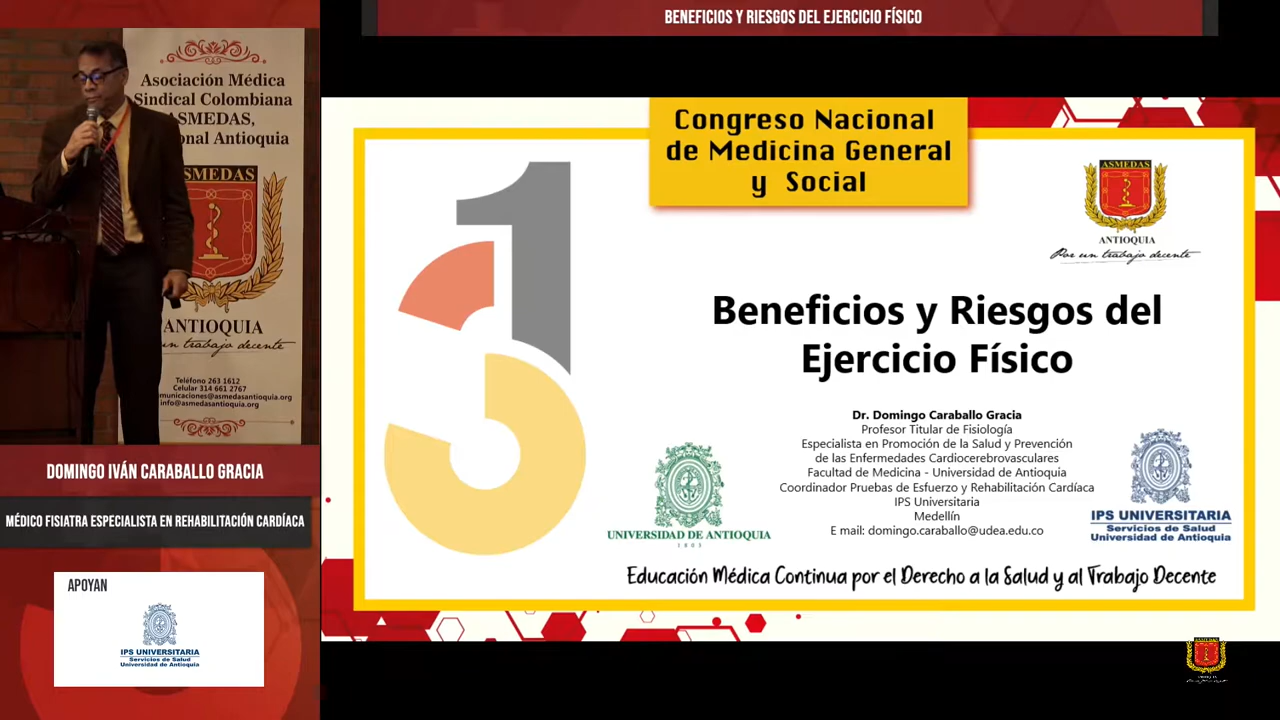 BENEFICIOS Y RIESGOS DEL EJERCICIO FÍSICO
Asociación Médica
Sindical Colombiana
ASMEDAS,
onal Antioquia
SMEDAS
ANTIOQUIA
un trabajo decente
Teléfono 263 1612
Celular 314 661 2767
municaciones@asmedasantioquia.org
info@asmedasantioquia.org
DOMINGO IVÁN CARABALLO GRACIA
MÉDICO FISIATRA ESPECIALISTA EN REHABILITACIÓN CARDÍACA
APOYAN
IPS UNIVERSITARIA
Servicios de Salud
Universidad de Antioquia
Congreso Nacional
de Medicina General
y Social
31
ASMEDAS
ANTIOQUIA
Por un trabajo decente
Beneficios y Riesgos del
Ejercicio Físico
Dr. Domingo Caraballo Gracia
Profesor Titular de Fisiología
Especialista en Promoción de la Salud y Prevención
de las Enfermedades Cardiocerebrovasculares
Facultad de Medicina - Universidad de Antioquia
Coordinador Pruebas de Esfuerzo y Rehabilitación Cardíaca
IPS Universitaria
Medellín
E mail: domingo.caraballo@udea.edu.co
UNIVERSIDAD DE ANTIOQUIA
1803
IPS UNIVERSITARIA
Servicios de Salud
Universidad de Antioquia
Educación Médica Continua por el Derecho a la Salud y al Trabajo Decente
ASMEDAS